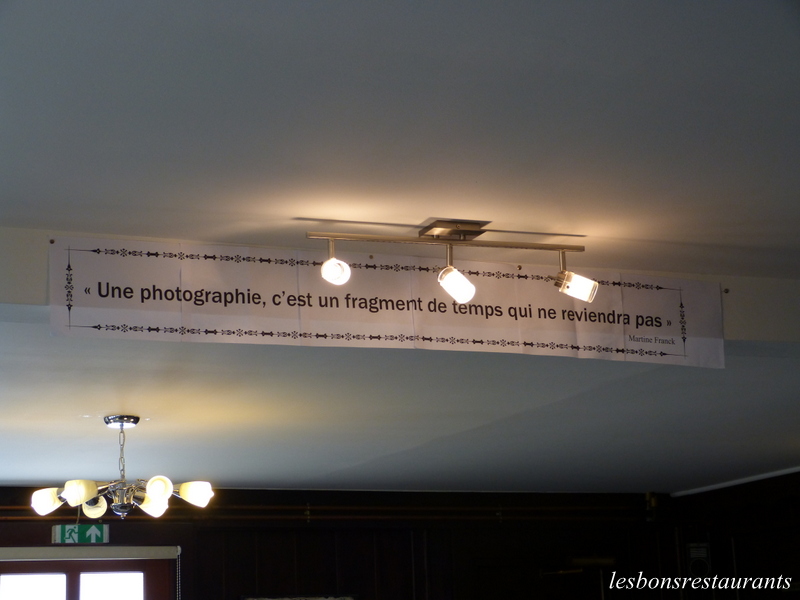 « Une photographie, c'est un fragment de temps qui ne reviendra pas »
Martine Franck
lesbonsrestaurants